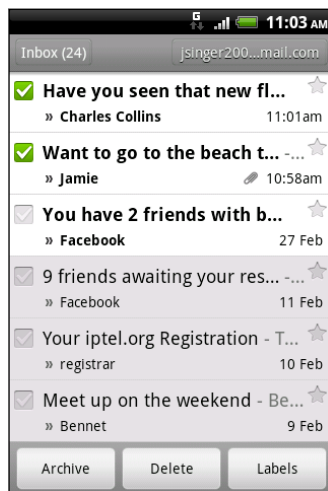 G 11:03 AM
Inbox (24) jsinger200...mail.com
Have you seen that new fl...
» Charles Collins 11:01am
Want to go to the beach t... -...
» Jamie 10:58am
You have 2 friends with b...
» Facebook 27 Feb
9 friends awaiting your res... -...
» Facebook 11 Feb
Your iptel.org Registration - T...
» registrar 10 Feb
Meet up on the weekend - Be...
» Bennet 9 Feb
Archive Delete Labels